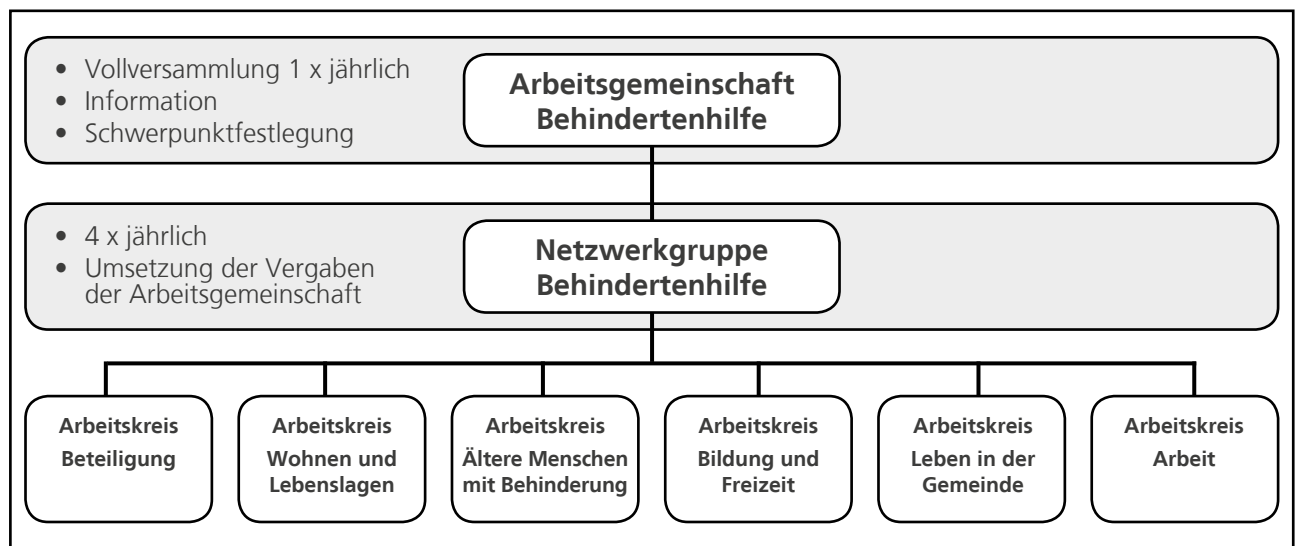 • Vollversammlung 1 x jährlich
• Information
• Schwerpunktfestlegung
Arbeitsgemeinschaft
Behindertenhilfe
• 4 x jährlich
• Umsetzung der Vergaben
der Arbeitsgemeinschaft
Netzwerkgruppe
Behindertenhilfe
Arbeitskreis
Beteiligung
Arbeitskreis
Wohnen und
Lebenslagen
Arbeitskreis
Ältere Menschen
mit Behinderung
Arbeitskreis
Bildung und
Freizeit
Arbeitskreis
Leben in der
Gemeinde
Arbeitskreis
Arbeit